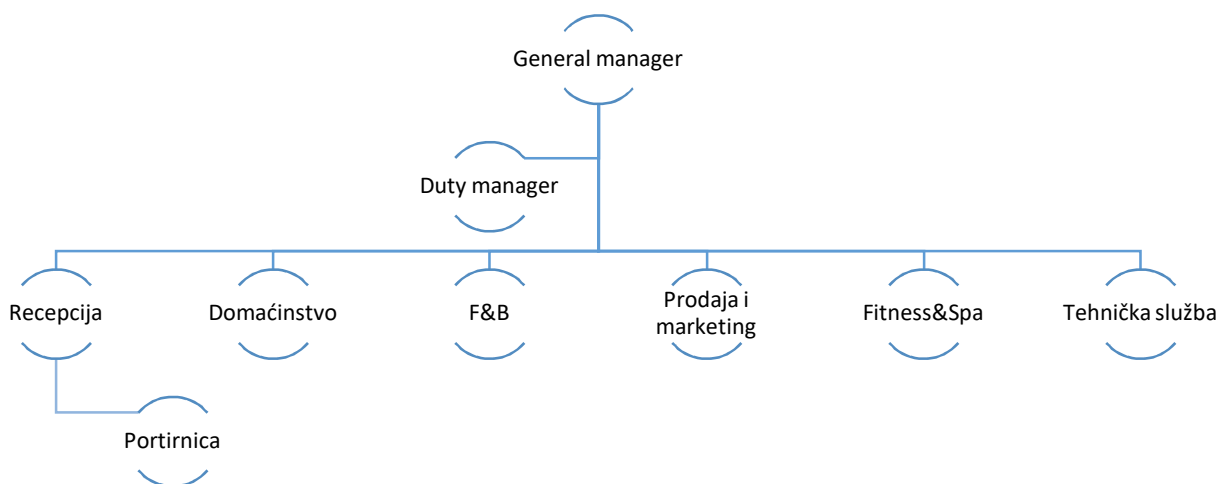 General manager
Duty manager
Recepcija
Domaćinstvo
F&B
Prodaja i
marketing
Fitness&Spa
Tehnička služba
Portirnica